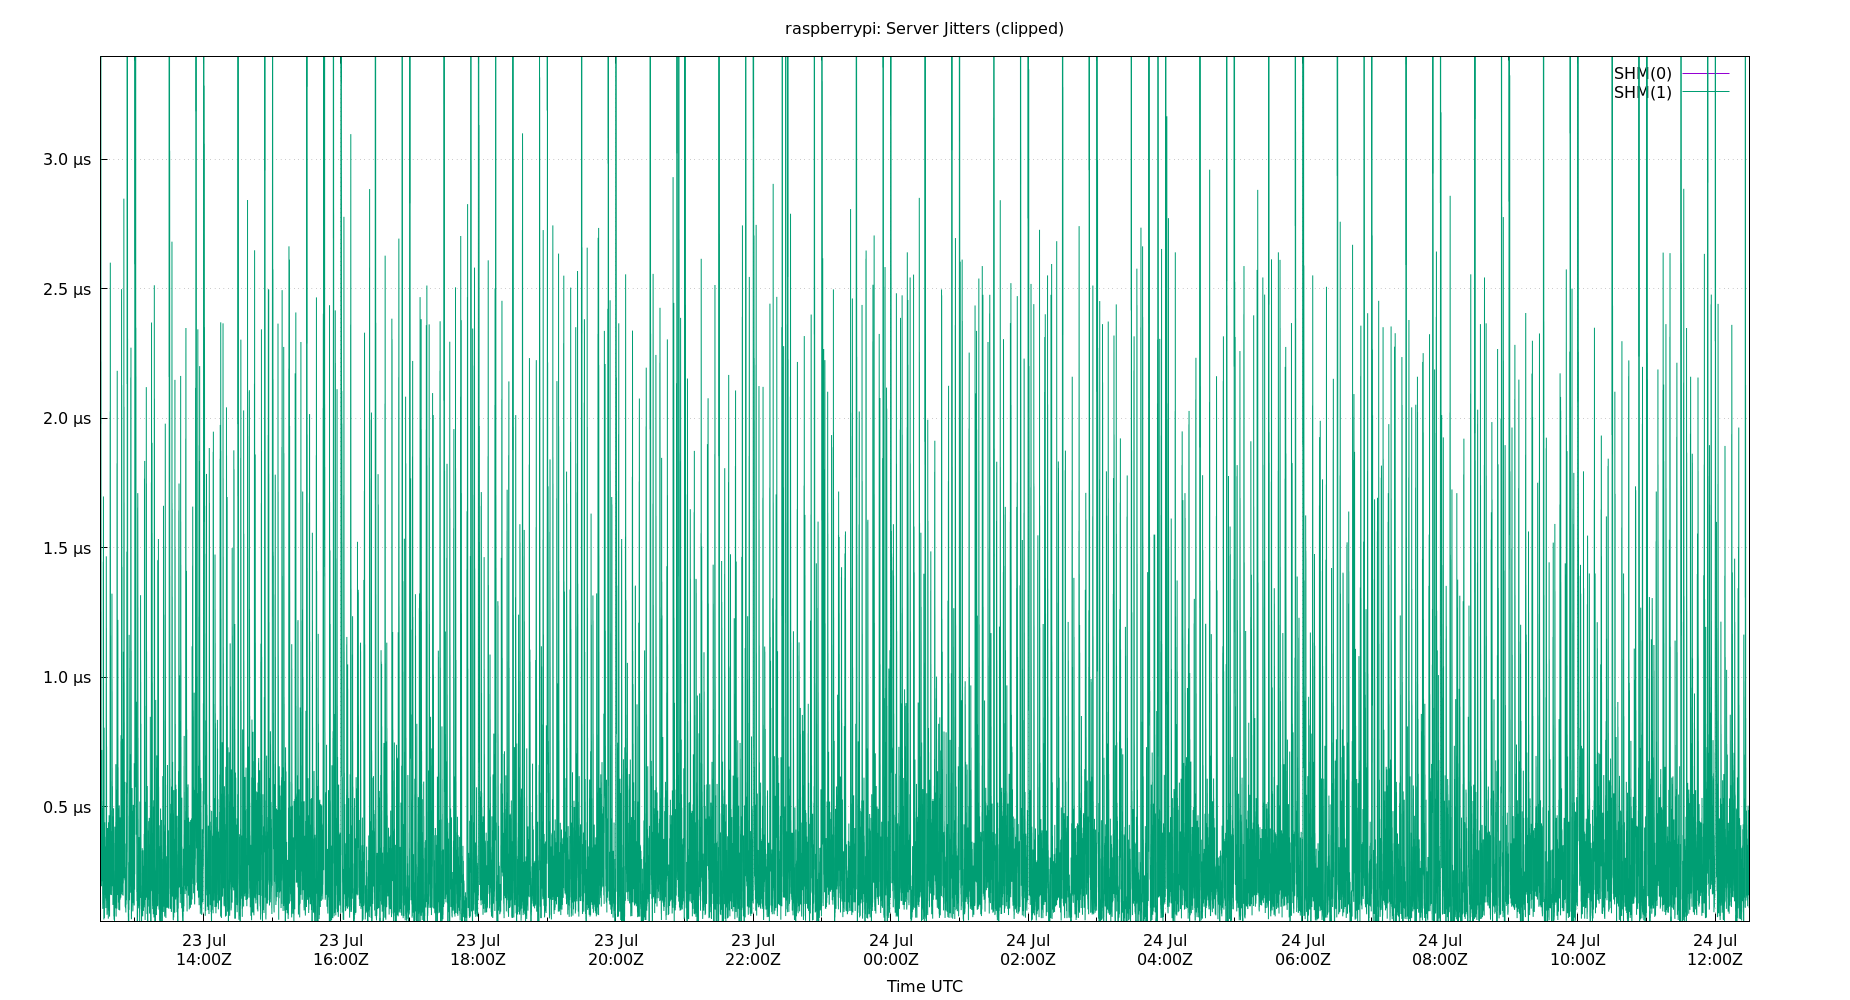 raspberrypi: Server Jitters (clipped)
SHM(0)
SHM(1)
3.0 μs
2.5 μs
2.0 μs
1.5 μs
1.0 μs
0.5 μs
23 Jul 23 Jul 23 Jul 23 Jul 23 Jul 24 Jul 24 Jul 24 Jul 24 Jul 24 Jul 24 Jul 24 Jul
14:00Z 16:00Z 18:00Z 20:00Z 22:00Z 00:00Z 02:00Z 04:00Z 06:00Z 08:00Z 10:00Z 12:00Z
Time UTC